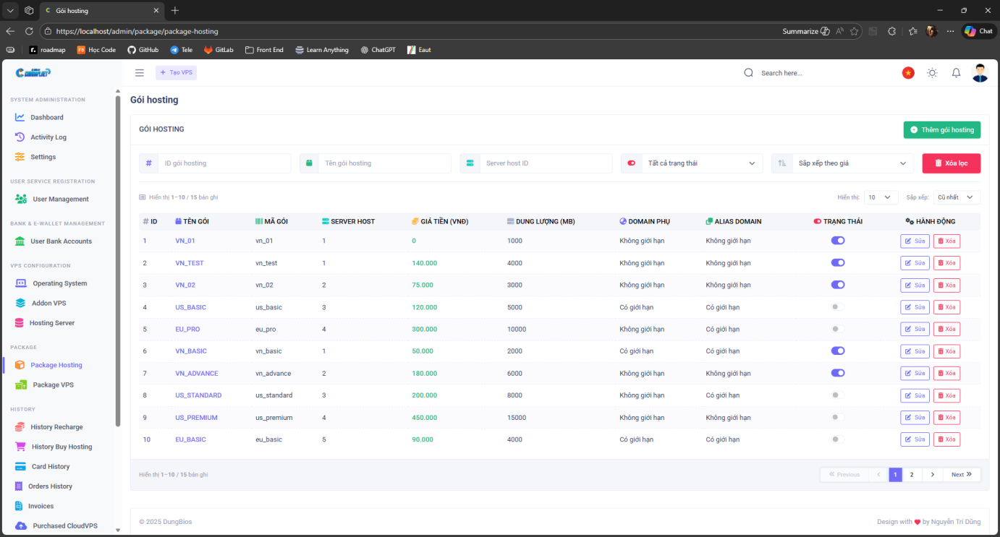 Gói hosting
https://localhost/admin/package/package-hosting
Summarize
Chat
roadmap Học Code GitHub Tele GitLab Front End Learn Anything ChatGPT Eaut
+ Tạo VPS
Search here...
SYSTEM ADMINISTRATION
Dashboard
Activity Log
Settings
USER SERVICE REGISTRATION
User Management
BANK & E-WALLET MANAGEMENT
User Bank Accounts
VPS CONFIGURATION
Operating System
Addon VPS
Hosting Server
PACKAGE
Package Hosting
Package VPS
HISTORY
History Recharge
History Buy Hosting
Card History
Orders History
Invoices
Purchased CloudVPS
Gói hosting
GÓI HOSTING
Thêm gói hosting
# ID gói hosting Tên gói hosting Server host ID Tất cả trạng thái Sắp xếp theo giá Xóa lọc
Hiển thị 1–10 / 15 bản ghi
Hiển thị: 10 Sắp xếp: Cũ nhất
# ID TÊN GÓI MÃ GÓI SERVER HOST GIÁ TIỀN (VNĐ) DUNG LƯỢNG (MB) DOMAIN PHỤ ALIAS DOMAIN TRẠNG THÁI HÀNH ĐỘNG
1 VN_01 vn_01 1 0 1000 Không giới hạn Không giới hạn Sửa Xóa
2 VN_TEST vn_test 1 140.000 4000 Không giới hạn Không giới hạn Sửa Xóa
3 VN_02 vn_02 2 75.000 3000 Không giới hạn Không giới hạn Sửa Xóa
4 US_BASIC us_basic 3 120.000 5000 Có giới hạn Có giới hạn Sửa Xóa
5 EU_PRO eu_pro 4 300.000 10000 Không giới hạn Có giới hạn Sửa Xóa
6 VN_BASIC vn_basic 1 50.000 2000 Có giới hạn Có giới hạn Sửa Xóa
7 VN_ADVANCE vn_advance 2 180.000 6000 Không giới hạn Không giới hạn Sửa Xóa
8 US_STANDARD us_standard 3 200.000 8000 Không giới hạn Có giới hạn Sửa Xóa
9 US_PREMIUM us_premium 4 450.000 15000 Không giới hạn Không giới hạn Sửa Xóa
10 EU_BASIC eu_basic 5 90.000 4000 Có giới hạn Có giới hạn Sửa Xóa
Hiển thị 1–10 / 15 bản ghi
« Previous ‹ 1 2 › Next »
© 2025 DungBios
Design with ❤ by Nguyễn Trí Dũng